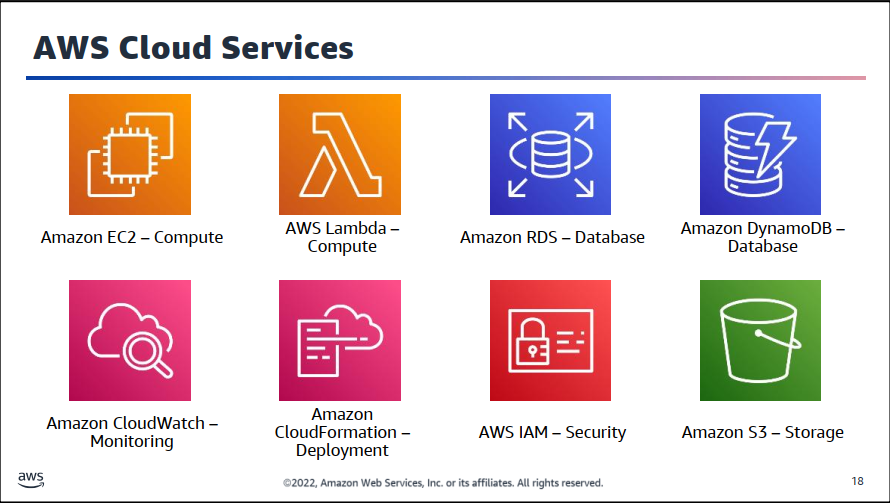 AWS Cloud Services
Amazon EC2 – Compute
AWS Lambda –
Compute
Amazon RDS – Database
Amazon DynamoDB –
Database
Amazon CloudWatch –
Monitoring
Amazon
CloudFormation –
Deployment
AWS IAM – Security
Amazon S3 – Storage
aws
©2022, Amazon Web Services, Inc. or its affiliates. All rights reserved.
18